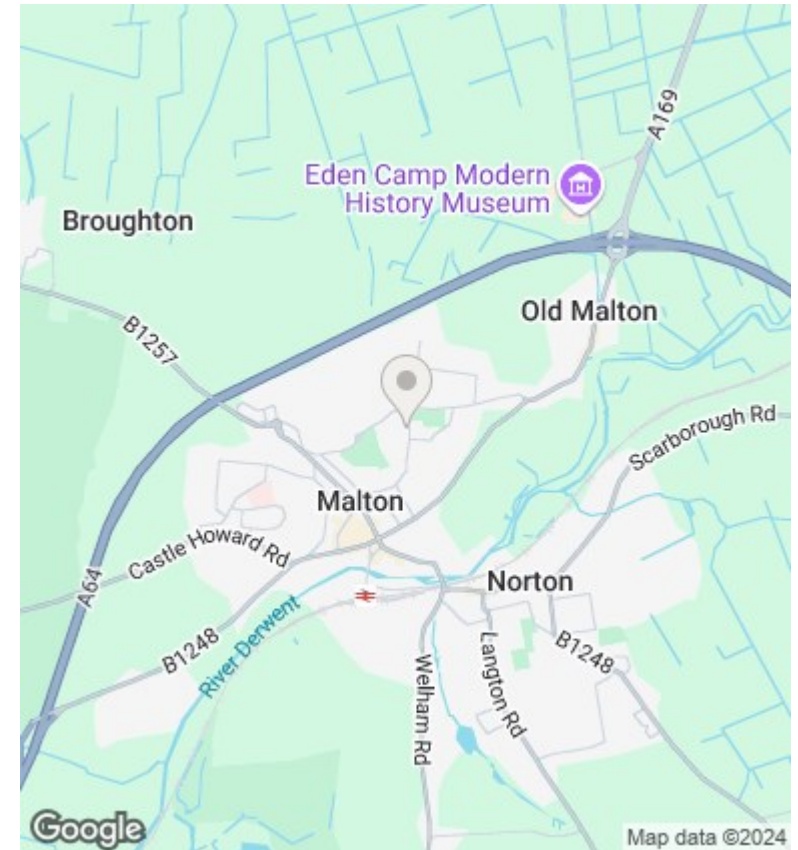 A169
Eden Camp Modern
History Museum
Broughton
Old Malton
B1257
Scarborough Rd
Malton
Castle Howard Rd
A64
Norton
River Derwent
B1248
B1248
Langton Rd
Welham Rd
Google
Map data ©2024